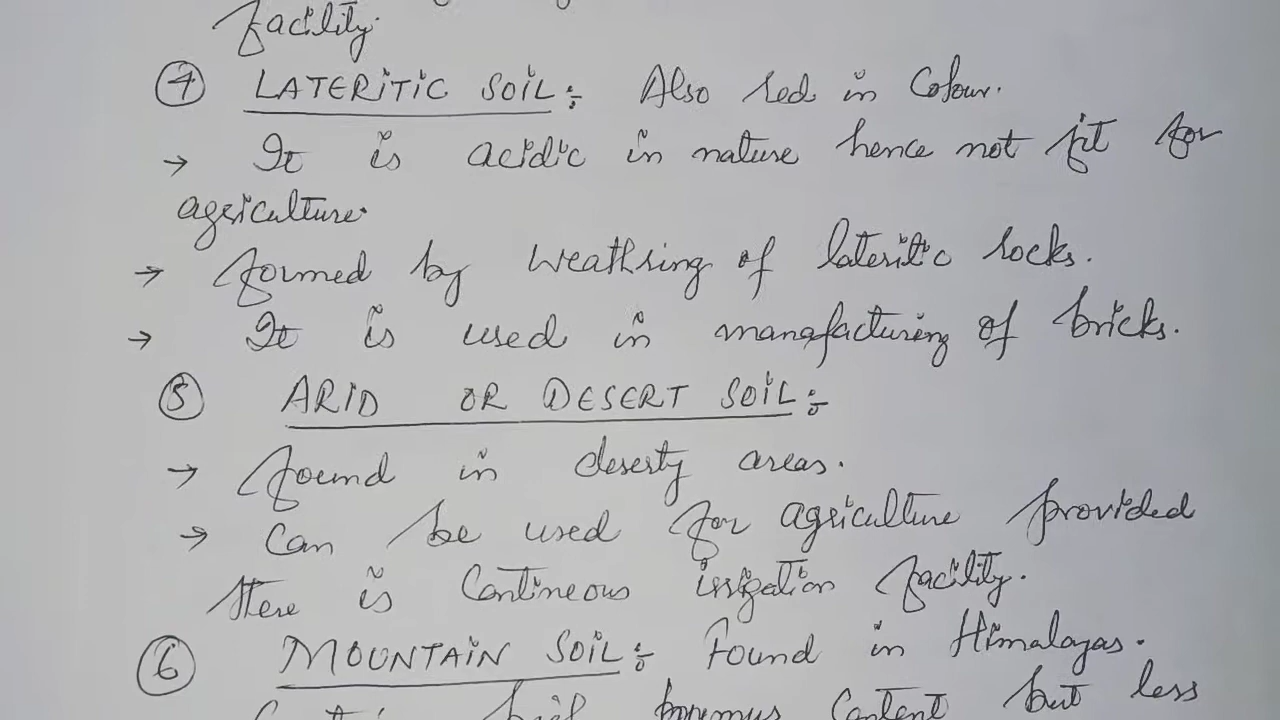 facility.
④ LATERITIC SOIL:- Also red in Colour.
→ It is acidic in nature hence not fit for
agriculture.
→ formed by weathring of lateritic rocks.
→ It is used in manafacturing of bricks.
⑤ ARID OR DESERT SOIL:-
→ found in deserty areas.
→ Can be used for agriculture provided
there is Contineous irrigation facility.
⑥ MOUNTAIN SOIL:- Found in Himalayas.
Content but less